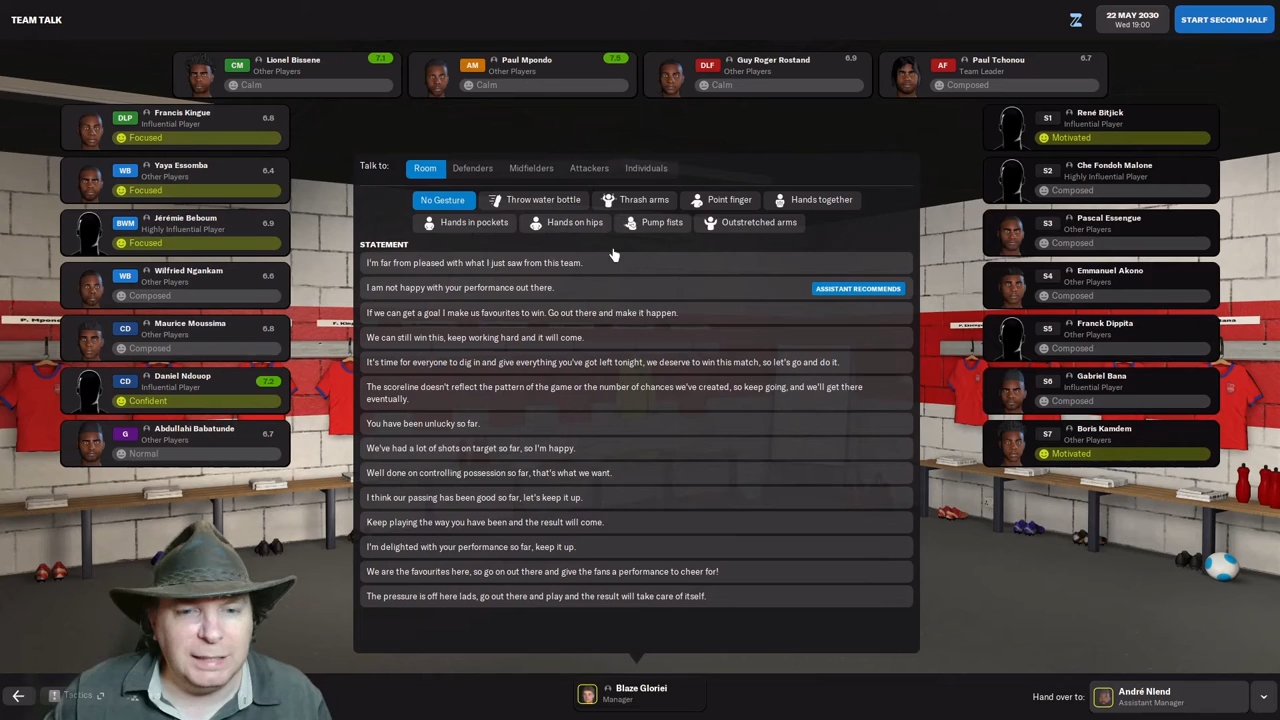 TEAM TALK
22 MAY 2030
Wed 19:00
START SECOND HALF
CM
Lionel Bissene
Other Players
Calm
7.1
AM
Paul Mpondo
Other Players
Calm
7.9
DLF
Guy Roger Rostand
Other Players
Calm
6.9
AF
Paul Tchonou
Team Leader
Composed
6.7
DLP
Francis Kingue
Influential Player
Focused
6.8
WB
Yaya Essomba
Other Players
Focused
6.4
BWM
Jérémie Beboum
Highly Influential Player
Focused
6.9
WB
Wilfried Ngankam
Other Players
Composed
6.6
CD
Maurice Moussima
Other Players
Composed
6.8
CD
Daniel Ndouop
Influential Player
Confident
7.2
G
Abdullahi Babatunde
Other Players
Normal
6.7
Talk to:
Room
Defenders
Midfielders
Attackers
Individuals
No Gesture
Throw water bottle
Thrash arms
Point finger
Hands together
Hands in pockets
Hands on hips
Pump fists
Outstretched arms
STATEMENT
I'm far from pleased with what I just saw from this team.
I am not happy with your performance out there.
ASSISTANT RECOMMENDS
If we can get a goal I make us favourites to win. Go out there and make it happen.
We can still win this, keep working hard and it will come.
It's time for everyone to dig in and give everything you've got left tonight, we deserve to win this match, so let's go and do it.
The scoreline doesn't reflect the pattern of the game or the number of chances we've created, so keep going, and we'll get there
eventually.
You have been unlucky so far.
We've had a lot of shots on target so far, so I'm happy.
Well done on controlling possession so far, that's what we want.
I think our passing has been good so far, let's keep it up.
Keep playing the way you have been and the result will come.
I'm delighted with your performance so far, keep it up.
We are the favourites here, so go on out there and give the fans a performance to cheer for!
The pressure is off here lads, go out there and play and the result will take care of itself.
S1
René Bitjick
Influential Player
Motivated
S2
Che Fondoh Malone
Highly Influential Player
Composed
S3
Pascal Essengue
Other Players
Composed
S4
Emmanuel Akono
Other Players
Composed
S5
Franck Dippita
Other Players
Composed
S6
Gabriel Bana
Influential Player
Composed
S7
Boris Kamdem
Other Players
Motivated
Tactics
Blaze Gloriei
Manager
Hand over to:
André Nlend
Assistant Manager